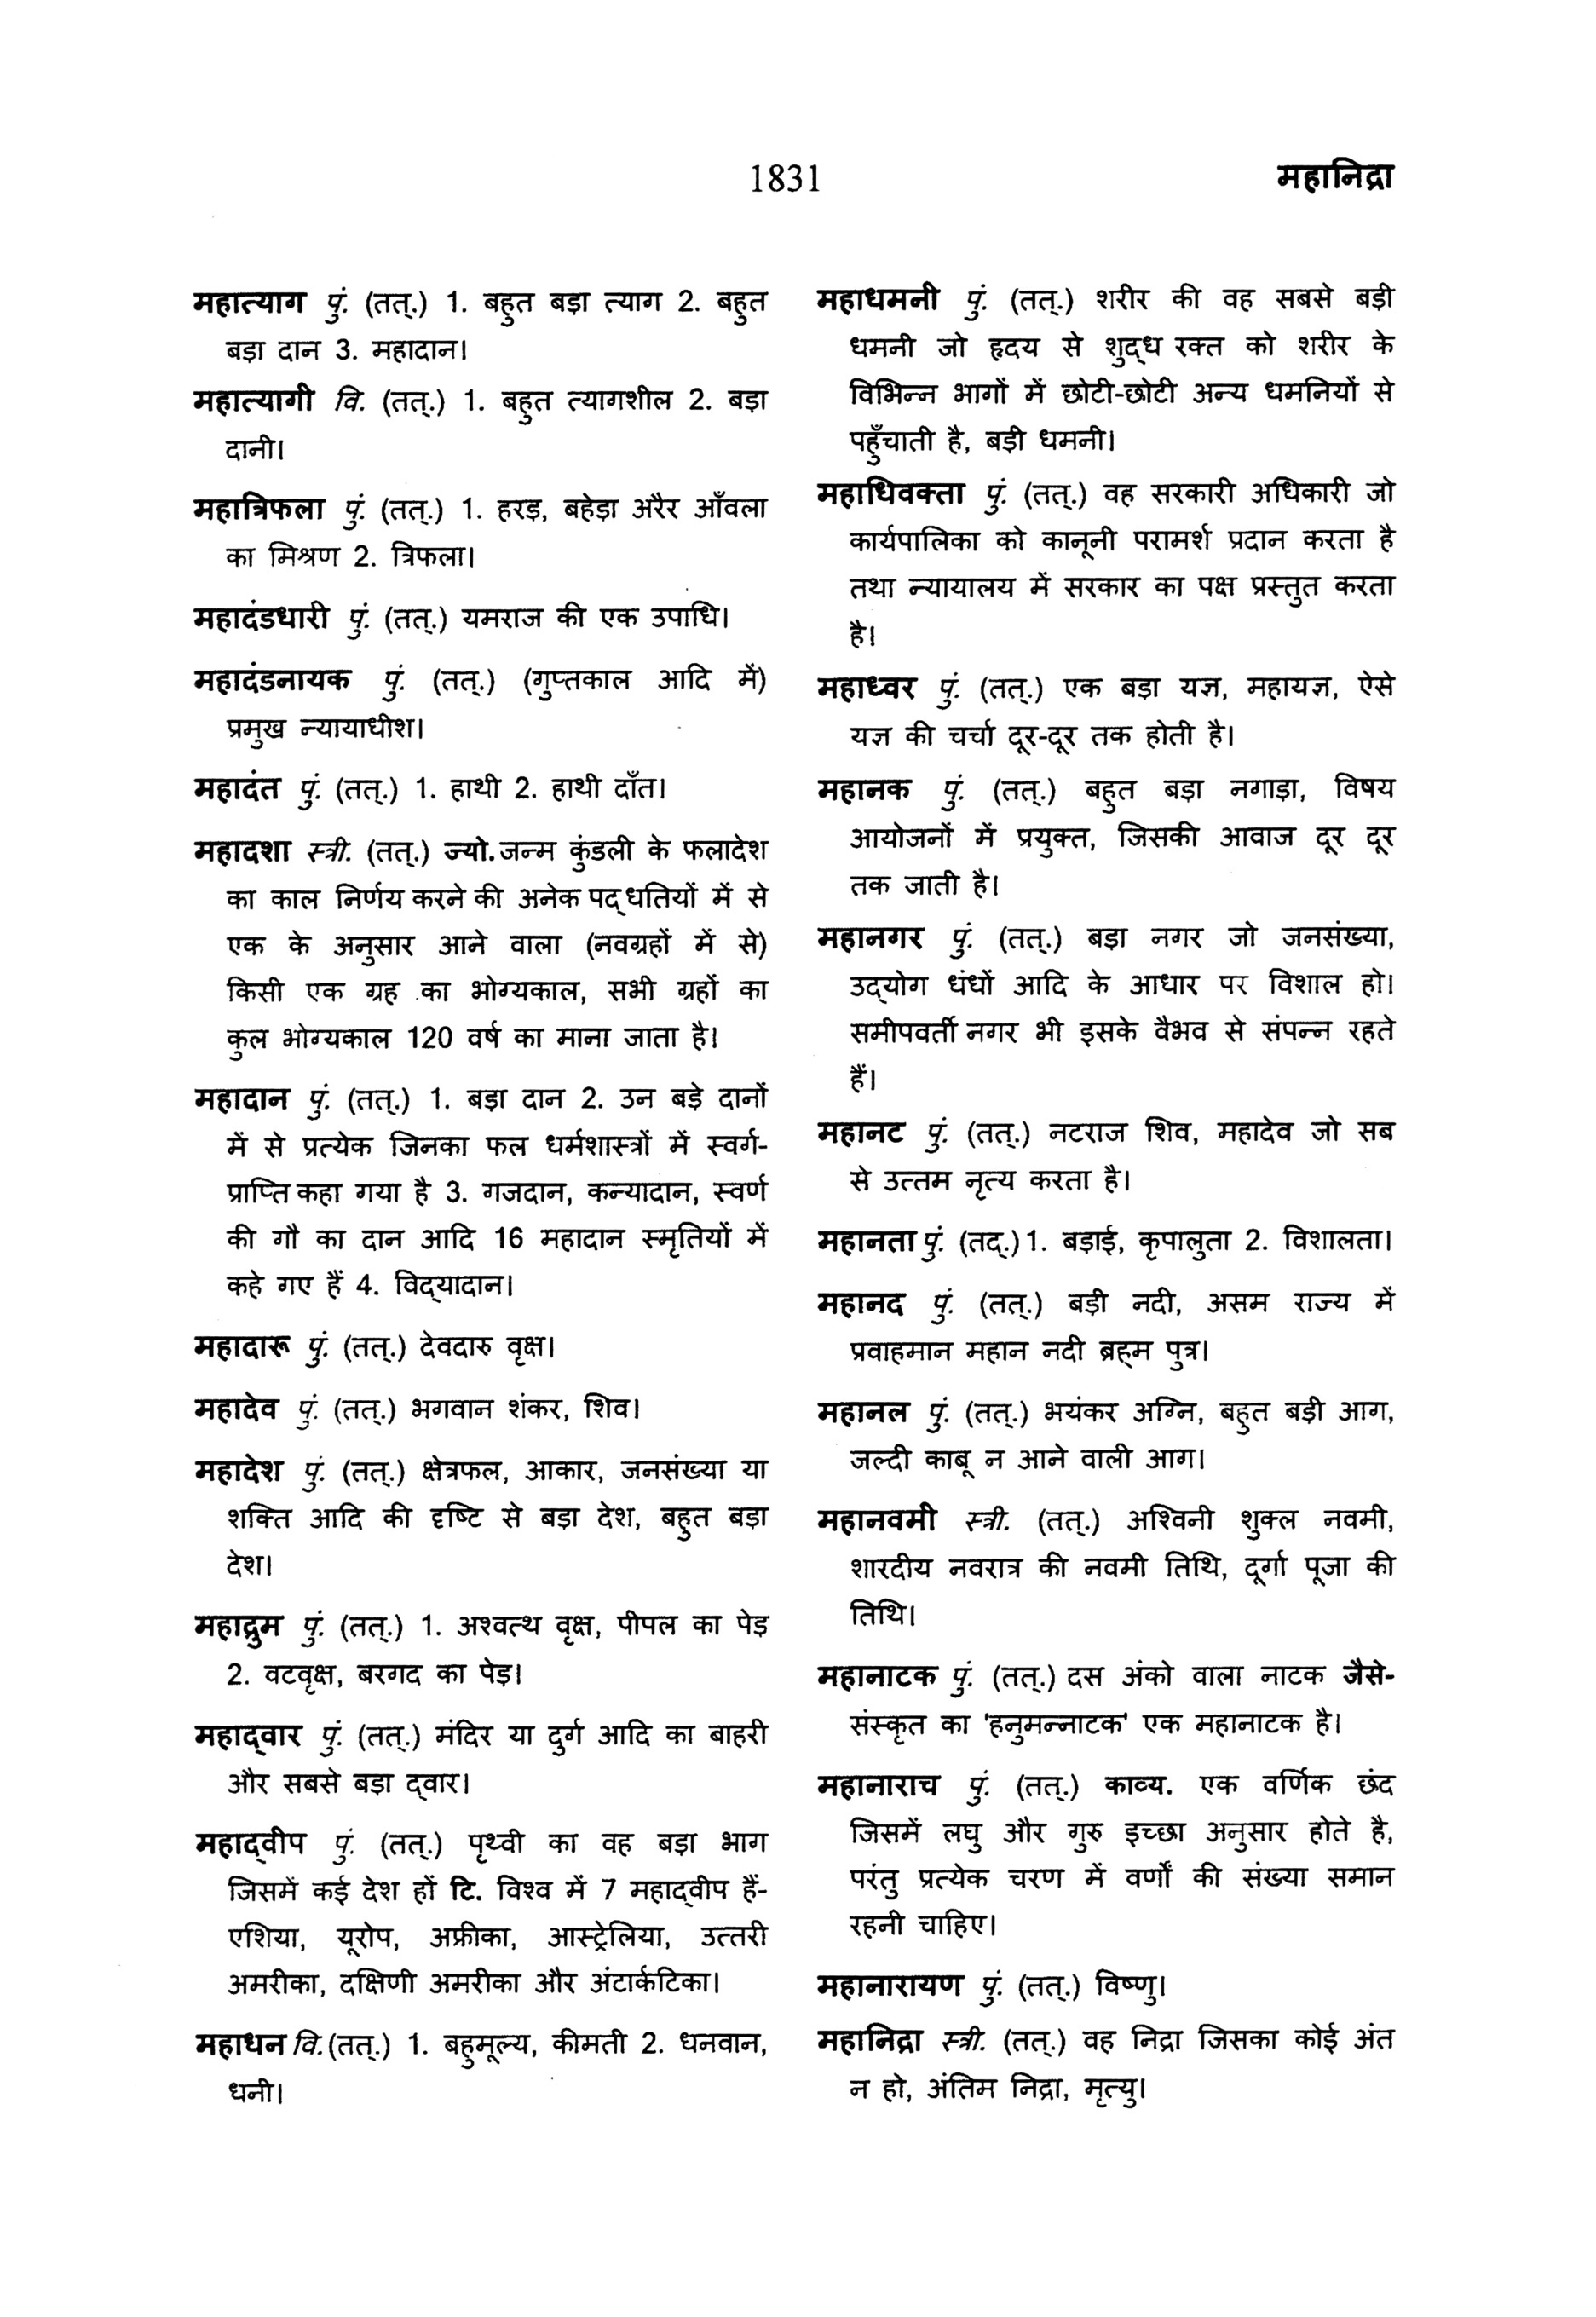 1831
महानिद्रा
महात्याग पुं. (तत्.) 1. बहुत बड़ा त्याग 2. बहुत
बड़ा दान 3. महादान।
महात्यागी वि. (तत्.) 1. बहुत त्यागशील 2. बड़ा
दानी।
महात्रिफला पुं. (तत्.) 1. हरड़, बहेड़ा अरैर आँवला
का मिश्रण 2. त्रिफला।
महादंडधारी पुं. (तत्.) यमराज की एक उपाधि।
महादंडनायक पुं. (तत्.) (गुप्तकाल आदि में)
प्रमुख न्यायाधीश।
महादंत पुं. (तत्.) 1. हाथी 2. हाथी दाँत।
महादशा स्त्री. (तत्.) ज्यो. जन्म कुंडली के फलादेश
का काल निर्णय करने की अनेक पद्धतियों में से
एक के अनुसार आने वाला (नवग्रहों में से)
किसी एक ग्रह का भोग्यकाल, सभी ग्रहों का
कुल भोग्यकाल 120 वर्ष का माना जाता है।
महादान पुं. (तत्.) 1. बड़ा दान 2. उन बड़े दानों
में से प्रत्येक जिनका फल धर्मशास्त्रों में स्वर्ग-
प्राप्ति कहा गया है 3. गजदान, कन्यादान, स्वर्ण
की गौ का दान आदि 16 महादान स्मृतियों में
कहे गए हैं 4. विद्यादान।
महादारू पुं. (तत्.) देवदारु वृक्ष।
महादेव पुं. (तत्.) भगवान शंकर, शिव।
महादेश पुं. (तत्.) क्षेत्रफल, आकार, जनसंख्या या
शक्ति आदि की दृष्टि से बड़ा देश, बहुत बड़ा
देश।
महाद्रुम पुं. (तत्.) 1. अश्वत्थ वृक्ष, पीपल का पेड़
2. वटवृक्ष, बरगद का पेड़।
महाद्‍वार पुं. (तत्.) मंदिर या दुर्ग आदि का बाहरी
और सबसे बड़ा द्‍वार।
महाद्‍वीप पुं. (तत्.) पृथ्वी का वह बड़ा भाग
जिसमें कई देश हों टि. विश्व में 7 महाद्‍वीप हैं-
एशिया, यूरोप, अफ्रीका, आस्ट्रेलिया, उत्तरी
अमरीका, दक्षिणी अमरीका और अंटार्कटिका।
महाधन वि. (तत्.) 1. बहुमूल्य, कीमती 2. धनवान,
धनी।
महाधमनी पुं. (तत्.) शरीर की वह सबसे बड़ी
धमनी जो हृदय से शुद्ध रक्त को शरीर के
विभिन्न भागों में छोटी-छोटी अन्य धमनियों से
पहुँचाती है, बड़ी धमनी।
महाधिवक्ता पुं. (तत्.) वह सरकारी अधिकारी जो
कार्यपालिका को कानूनी परामर्श प्रदान करता है
तथा न्यायालय में सरकार का पक्ष प्रस्तुत करता
है।
महाध्वर पुं. (तत्.) एक बड़ा यज्ञ, महायज्ञ, ऐसे
यज्ञ की चर्चा दूर-दूर तक होती है।
महानक पुं. (तत्.) बहुत बड़ा नगाड़ा, विषय
आयोजनों में प्रयुक्त, जिसकी आवाज दूर दूर
तक जाती है।
महानगर पुं. (तत्.) बड़ा नगर जो जनसंख्या,
उद्‍योग धंधों आदि के आधार पर विशाल हो।
समीपवर्ती नगर भी इसके वैभव से संपन्न रहते
हैं।
महानट पुं. (तत्.) नटराज शिव, महादेव जो सब
से उत्तम नृत्य करता है।
महानता पुं. (तद्.) 1. बड़ाई, कृपालुता 2. विशालता।
महानद पुं. (तत्.) बड़ी नदी, असम राज्य में
प्रवाहमान महान नदी ब्रह्म पुत्र।
महानल पुं. (तत्.) भयंकर अग्नि, बहुत बड़ी आग,
जल्दी काबू न आने वाली आग।
महानवमी स्त्री. (तत्.) अश्विनी शुक्ल नवमी,
शारदीय नवरात्र की नवमी तिथि, दूर्गा पूजा की
तिथि।
महानाटक पुं. (तत्.) दस अंको वाला नाटक जैसे-
संस्कृत का 'हनुमन्नाटक' एक महानाटक है।
महानाराच पुं. (तत्.) काव्य. एक वर्णिक छंद
जिसमें लघु और गुरु इच्छा अनुसार होते है,
परंतु प्रत्येक चरण में वर्णों की संख्या समान
रहनी चाहिए।
महानारायण पुं. (तत्.) विष्णु।
महानिद्रा स्त्री. (तत्.) वह निद्रा जिसका कोई अंत
न हो, अंतिम निद्रा, मृत्यु।